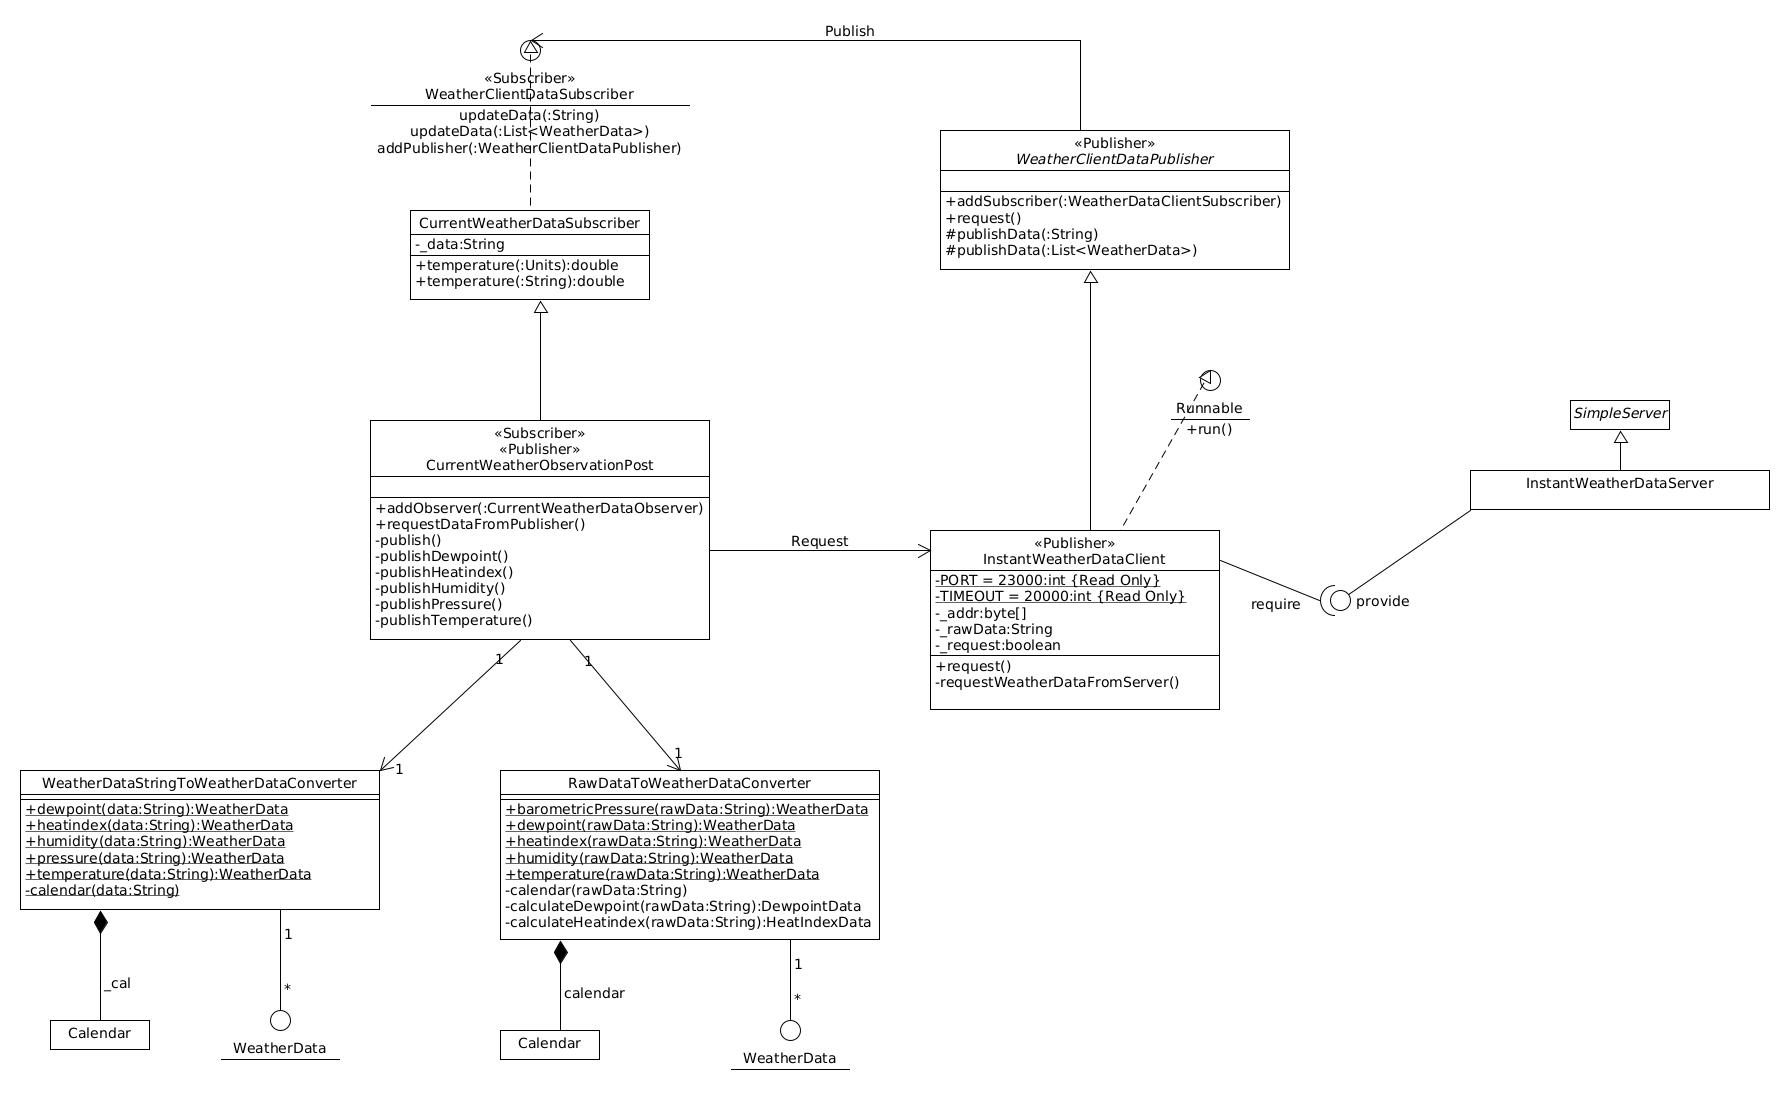 Publish
«Subscriber»
WeatherClientDataSubscriber
updateData(:String)
updateData(:List<WeatherData>)
addPublisher(:WeatherClientDataPublisher)
«Publisher»
WeatherClientDataPublisher
+addSubscriber(:WeatherDataClientSubscriber)
+request()
#publishData(:String)
#publishData(:List<WeatherData>)
CurrentWeatherDataSubscriber
-_data:String
+temperature(:Units):double
+temperature(:String):double
Runnable
+run()
SimpleServer
InstantWeatherDataServer
«Subscriber»
«Publisher»
CurrentWeatherObservationPost
+addObserver(:CurrentWeatherDataObserver)
+requestDataFromPublisher()
-publish()
-publishDewpoint()
-publishHeatindex()
-publishHumidity()
-publishPressure()
-publishTemperature()
Request
«Publisher»
InstantWeatherDataClient
-PORT = 23000:int {Read Only}
-TIMEOUT = 20000:int {Read Only}
-_addr:byte[]
-_rawData:String
-_request:boolean
+request()
-requestWeatherDataFromServer()
require
provide
1
1
1
1
WeatherDataStringToWeatherDataConverter
+dewpoint(data:String):WeatherData
+heatindex(data:String):WeatherData
+humidity(data:String):WeatherData
+pressure(data:String):WeatherData
+temperature(data:String):WeatherData
-calendar(data:String)
RawDataToWeatherDataConverter
+barometricPressure(rawData:String):WeatherData
+dewpoint(rawData:String):WeatherData
+heatindex(rawData:String):WeatherData
+humidity(rawData:String):WeatherData
+temperature(rawData:String):WeatherData
-calendar(rawData:String)
-calculateDewpoint(rawData:String):DewpointData
-calculateHeatindex(rawData:String):HeatIndexData
_cal
1
*
Calendar
WeatherData
calendar
1
*
Calendar
WeatherData